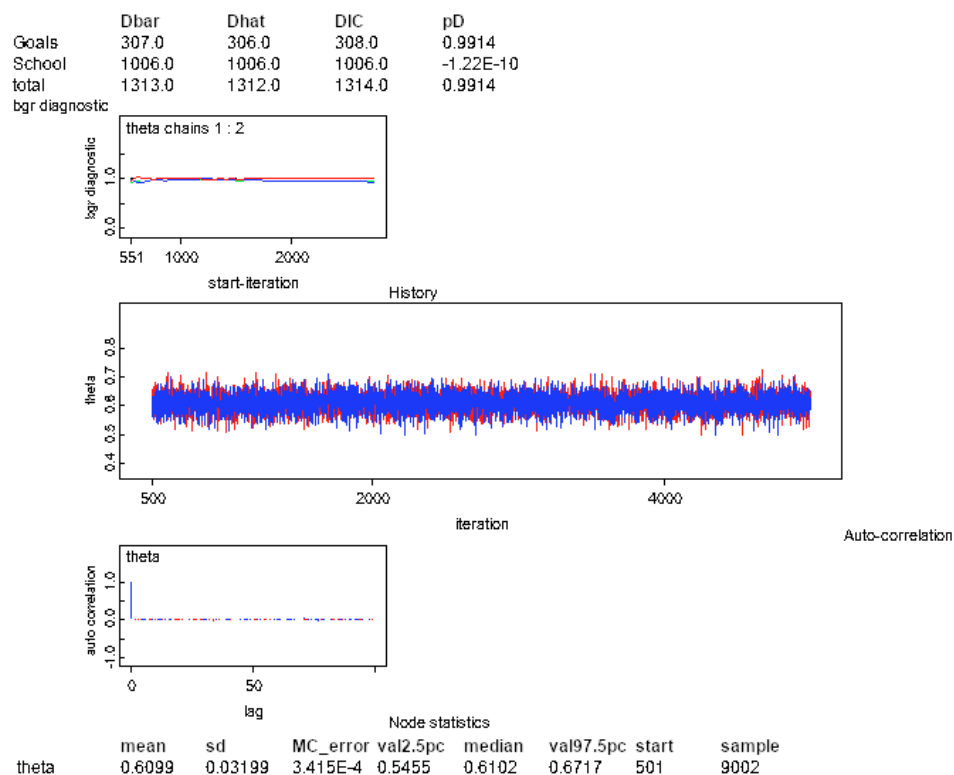 Dbar Dhat DIC pD
Goals 307.0 306.0 308.0 0.9914
School 1006.0 1006.0 1006.0 -1.22E-10
total 1313.0 1312.0 1314.0 0.9914
bgr diagnostic
theta chains 1 : 2
bgr diagnostic
1.0
0.0
551 1000 2000
start-iteration
History
theta
0.8
0.7
0.6
0.5
0.4
500 2000 4000
iteration
Auto-correlation
theta
auto correlation
1.0
0.0
-1.0
0 50
lag
Node statistics
mean sd MC_error val2.5pc median val97.5pc start sample
theta 0.6099 0.03199 3.415E-4 0.5455 0.6102 0.6717 501 9002